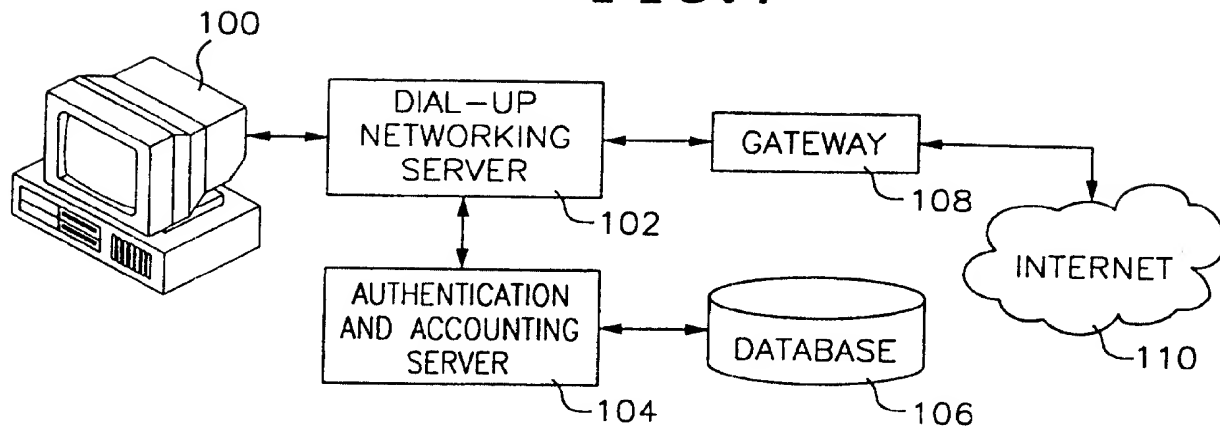 100
DIAL-UP
NETWORKING
SERVER
102
GATEWAY
108
INTERNET
110
AUTHENTICATION
AND ACCOUNTING
SERVER
104
DATABASE
106